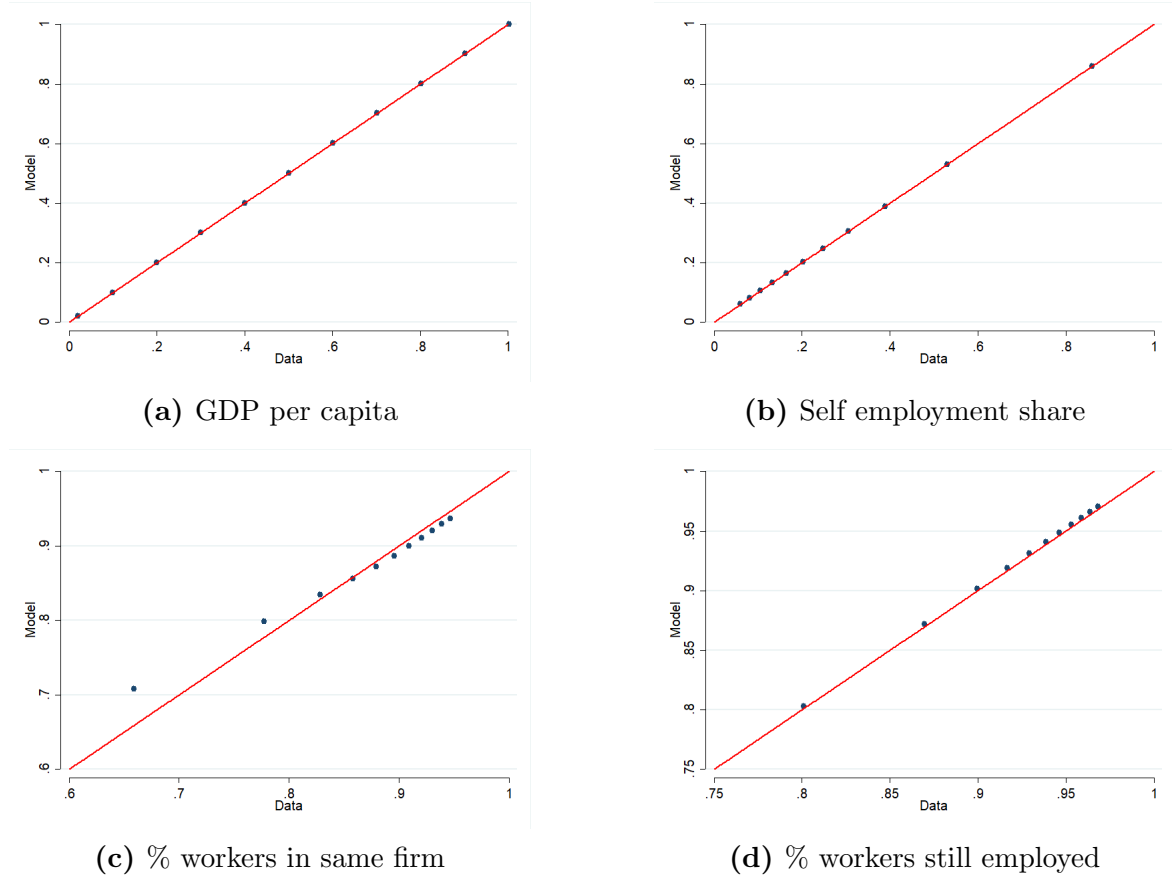 Model
0 .2 .4 .6 .8 1
0 .2 .4 .6 .8 1
Data
(a) GDP per capita
Model
0 .2 .4 .6 .8 1
0 .2 .4 .6 .8 1
Data
(b) Self employment share
Model
.6 .7 .8 .9 1
.6 .7 .8 .9 1
Data
(c) % workers in same firm
Model
.75 .8 .85 .9 .95 1
.75 .8 .85 .9 .95 1
Data
(d) % workers still employed